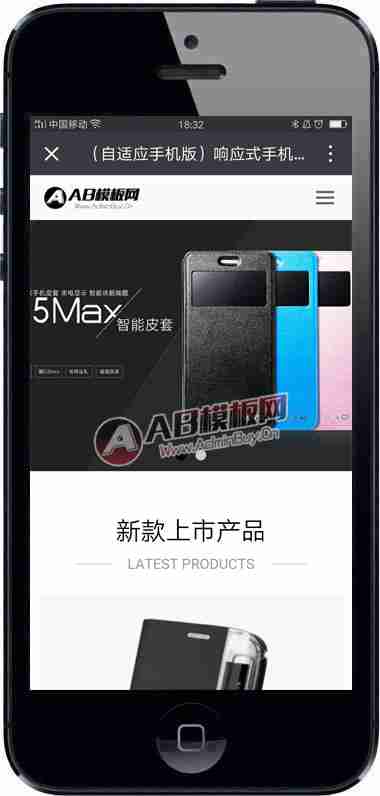 中国移动
18:32
（自适应手机版）响应式手机...
AB模板网
Www.AdminBuy.Cn
手机皮套 来电显示 智能休眠唤醒
5Max
智能皮套
AB模板网
Www.AdminBuy.Cn
新款上市产品
LATEST PRODUCTS